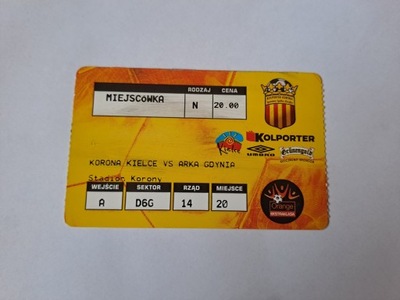 RODZAJ CENA
MIEJSCÓWKA N 20.00
KOLPORTER
UMBRO
KORONA KIELCE VS ARKA GDYNIA
Stadion Korony
WEJŚCIE SEKTOR RZĄD MIEJSCE
A D6G 14 20
Orange
EKSTRAKLASA